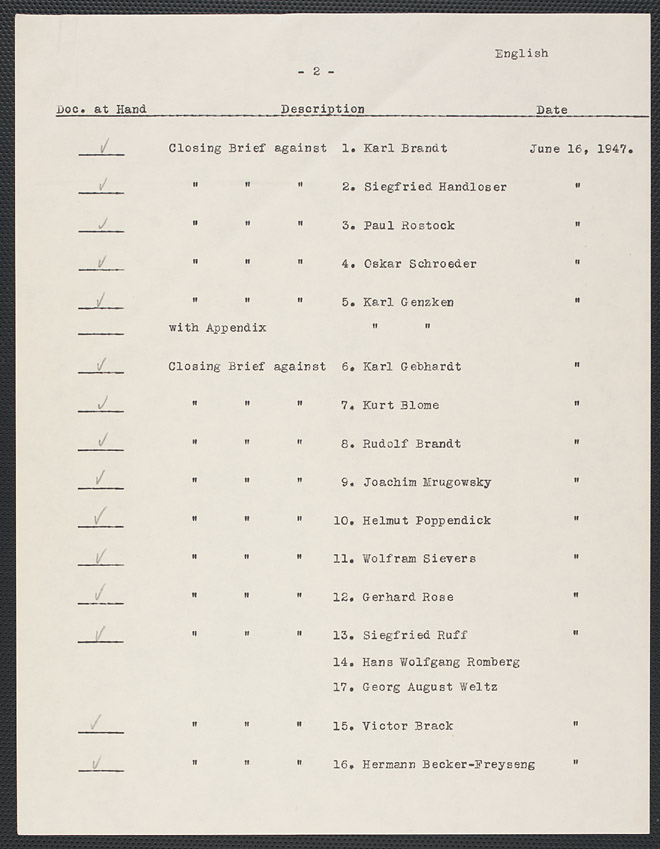 English
- 2 -
Doc. at Hand Description Date
✓ Closing Brief against 1. Karl Brandt June 16, 1947.
✓ " " " 2. Siegfried Handloser "
✓ " " " 3. Paul Rostock "
✓ " " " 4. Oskar Schroeder "
✓ " " " 5. Karl Genzken "
with Appendix " "
✓ Closing Brief against 6. Karl Gebhardt "
✓ " " " 7. Kurt Blome "
✓ " " " 8. Rudolf Brandt "
✓ " " " 9. Joachim Mrugowsky "
✓ " " " 10. Helmut Poppendick "
✓ " " " 11. Wolfram Sievers "
✓ " " " 12. Gerhard Rose "
✓ " " " 13. Siegfried Ruff "
14. Hans Wolfgang Romberg
17. Georg August Weltz
✓ " " " 15. Victor Brack "
✓ " " " 16. Hermann Becker-Freyseng "